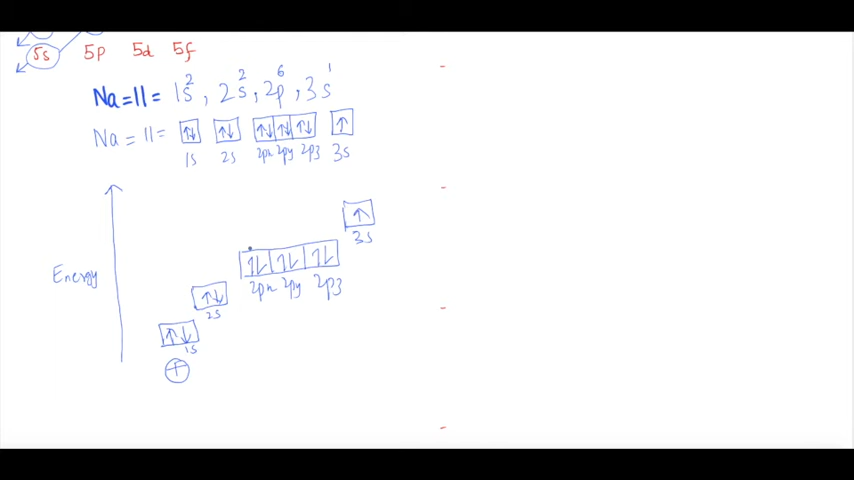 5s 5p 5d 5f
Na=11= 1s², 2s², 2p⁶, 3s¹
Na = 11 = ↑↓ ↑↓ ↑↓ ↑↓ ↑↓ ↑
1s 2s 2px 2py 2pz 3s
↑
3s
↑↓ ↑↓ ↑↓
Energy
2px 2py 2pz
↑↓
2s
↑↓
1s
+